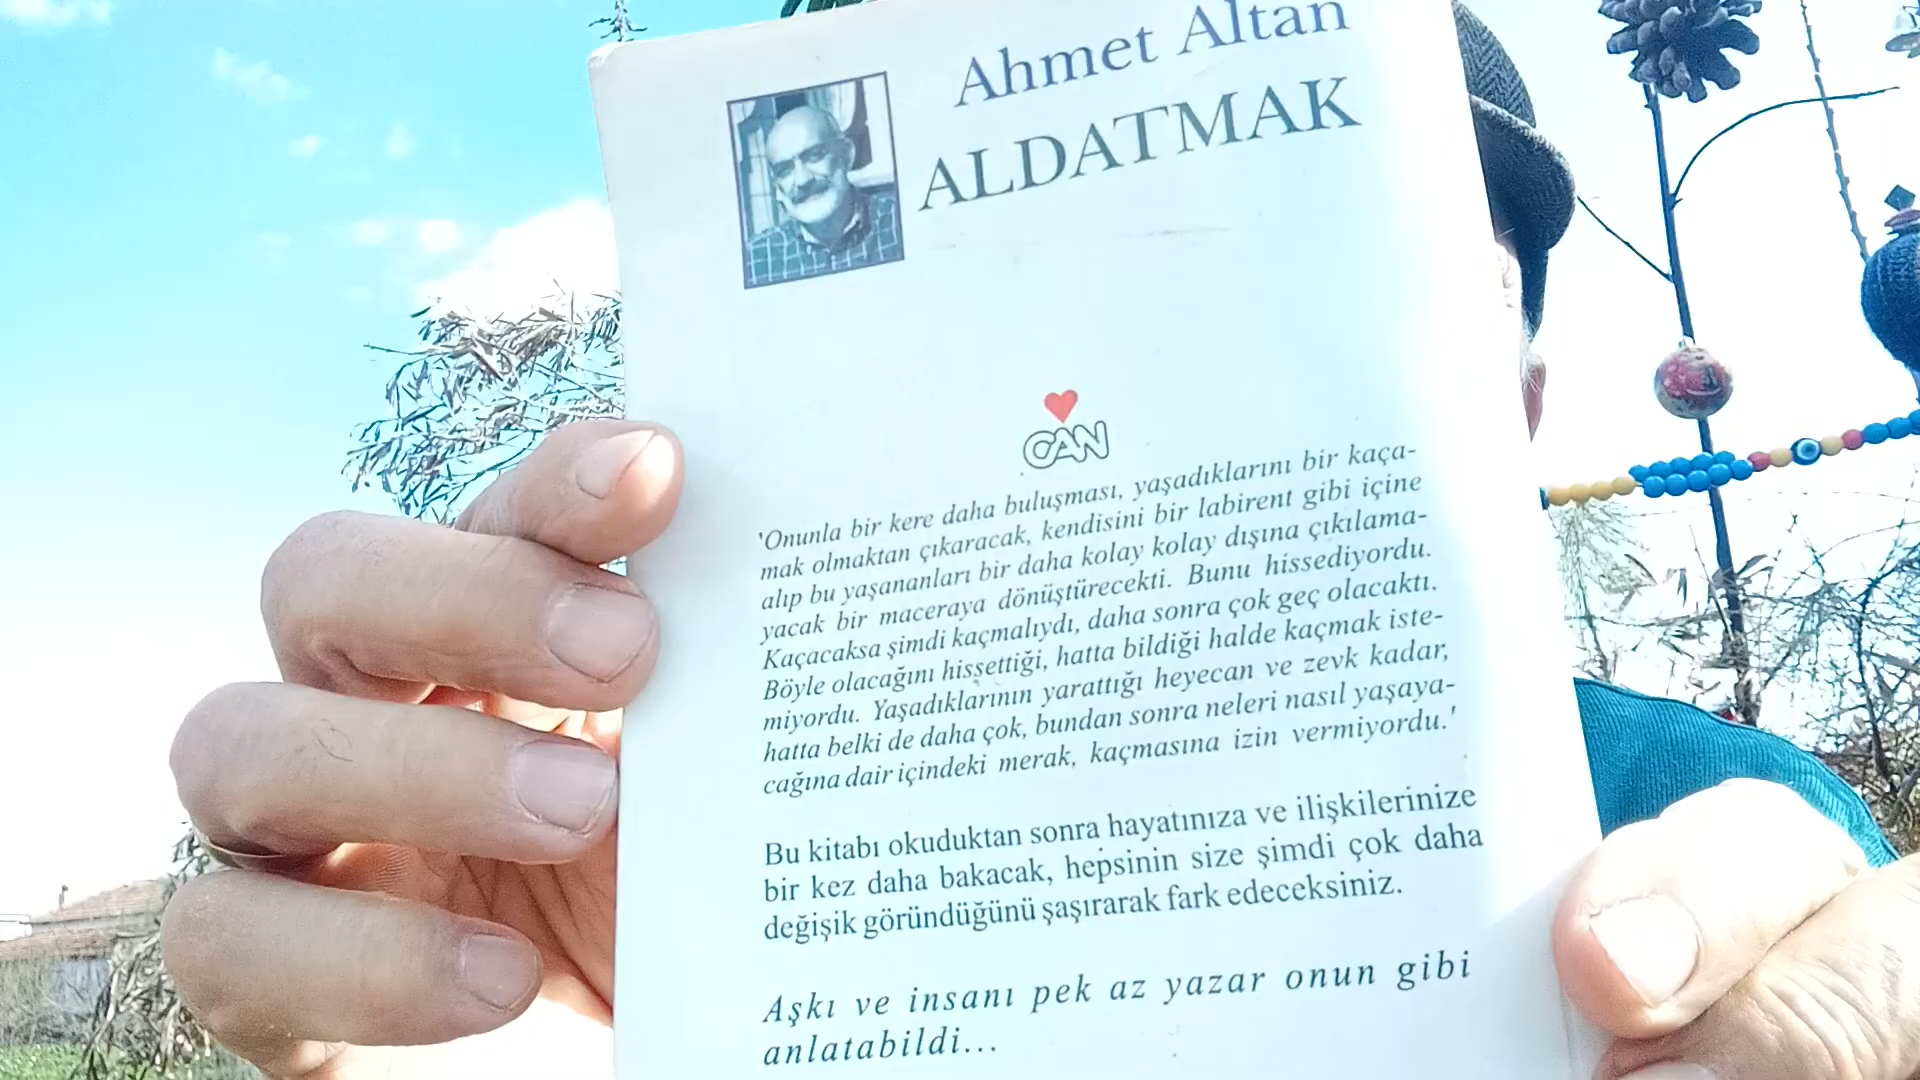 Ahmet Altan
ALDATMAK
CAN
'Onunla bir kere daha buluşması, yaşadıklarını bir kaça-
mak olmaktan çıkaracak, kendisini bir labirent gibi içine
alıp bu yaşananları bir daha kolay kolay dışına çıkılama-
yacak bir maceraya dönüştürecekti. Bunu hissediyordu.
Kaçacaksa şimdi kaçmalıydı, daha sonra çok geç olacaktı.
Böyle olacağını hissettiği, hatta bildiği halde kaçmak iste-
miyordu. Yaşadıklarının yarattığı heyecan ve zevk kadar,
hatta belki de daha çok, bundan sonra neleri nasıl yaşaya-
cağına dair içindeki merak, kaçmasına izin vermiyordu.'
Bu kitabı okuduktan sonra hayatınıza ve ilişkilerinize
bir kez daha bakacak, hepsinin size şimdi çok daha
değişik göründüğünü şaşırarak fark edeceksiniz.
Aşkı ve insanı pek az yazar onun gibi
anlatabildi...